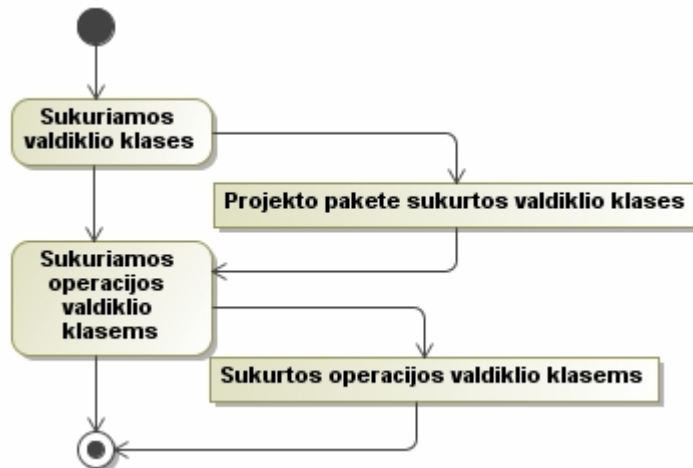 Sukuriamos
valdiklio klases
Projekto pakete sukurtos valdiklio klases
Sukuriamos
operacijos
valdiklio
klasems
Sukurtos operacijos valdiklio klasems